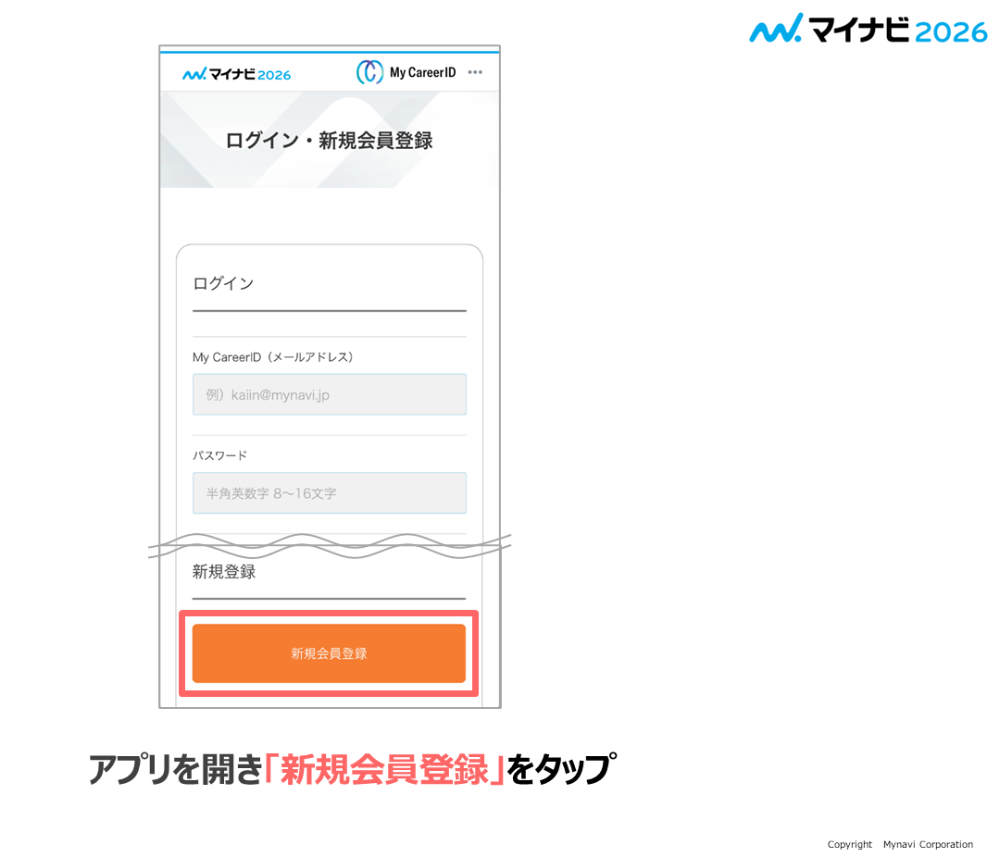 マイナビ2026
マイナビ2026 My CareerID •••
ログイン・新規会員登録
ログイン
My CareerID（メールアドレス）
例）kaiin@mynavi.jp
パスワード
半角英数字 8～16文字
新規登録
新規会員登録
アプリを開き「新規会員登録」をタップ
Copyright Mynavi Corporation